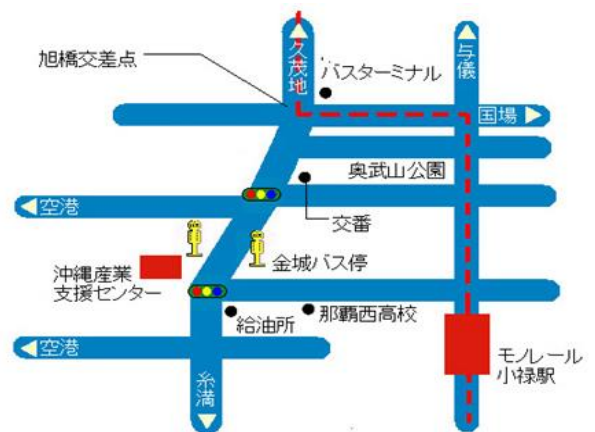 旭橋交差点
久茂地
バスターミナル
与儀
国場
奥武山公園
空港
交番
沖縄産業
支援センター
金城バス停
給油所
那覇西高校
空港
糸満
モノレール
小禄駅